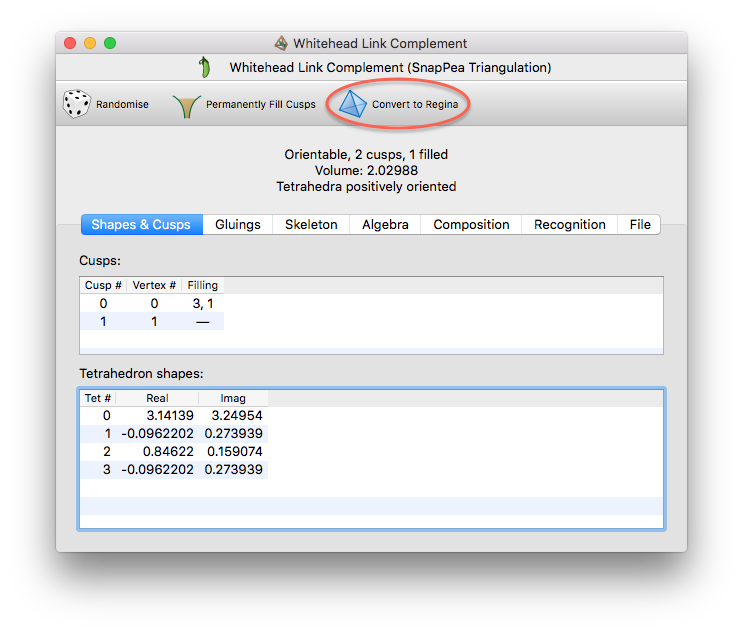 Whitehead Link Complement
Whitehead Link Complement (SnapPea Triangulation)
Randomise Permanently Fill Cusps Convert to Regina
Orientable, 2 cusps, 1 filled
Volume: 2.02988
Tetrahedra positively oriented
Shapes & Cusps Gluings Skeleton Algebra Composition Recognition File
Cusps:
Cusp # Vertex # Filling
0 0 3, 1
1 1 —
Tetrahedron shapes:
Tet # Real Imag
0 3.14139 3.24954
1 -0.0962202 0.273939
2 0.84622 0.159074
3 -0.0962202 0.273939